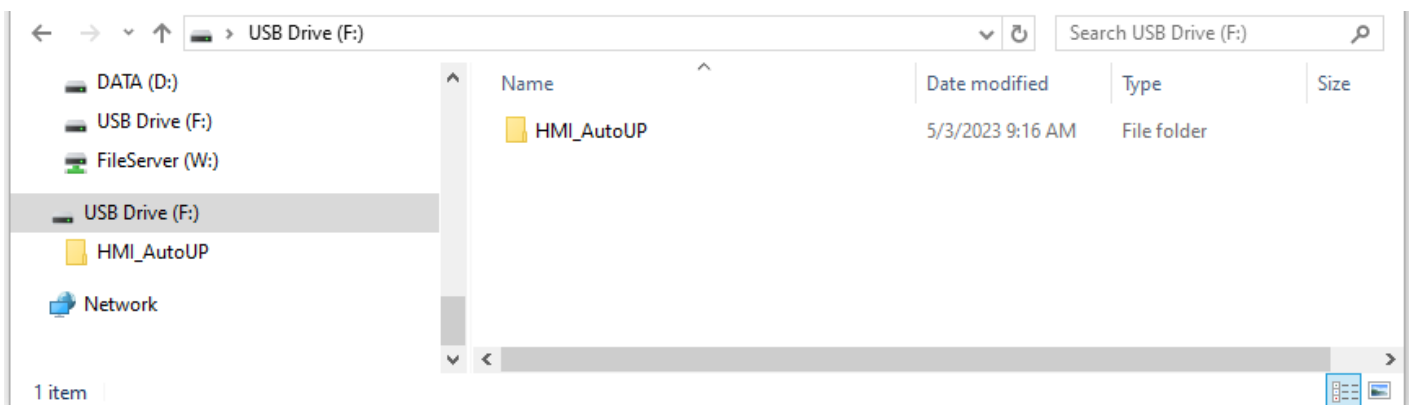 USB Drive (F:)
Search USB Drive (F:)
DATA (D:)
USB Drive (F:)
FileServer (W:)
USB Drive (F:)
HMI_AutoUP
Network
Name Date modified Type Size
HMI_AutoUP 5/3/2023 9:16 AM File folder
1 item